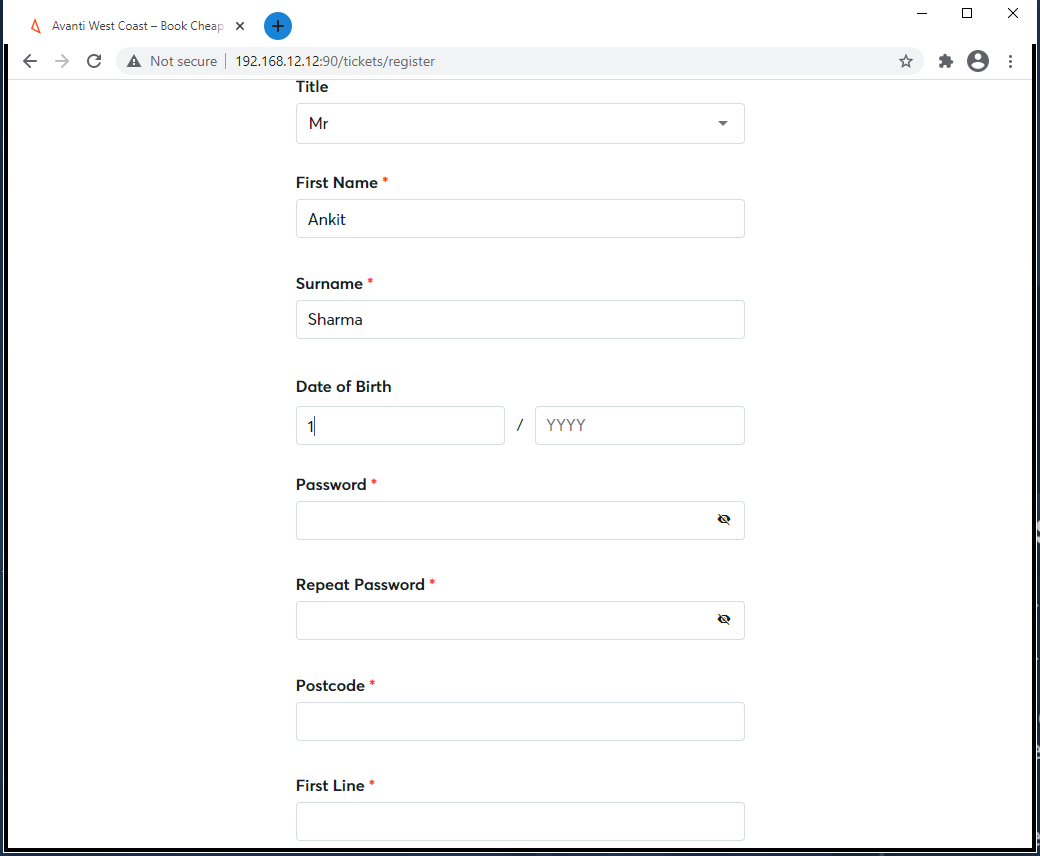 Avanti West Coast – Book Cheap
Not secure | 192.168.12.12:90/tickets/register
Title
Mr
First Name *
Ankit
Surname *
Sharma
Date of Birth
1 / YYYY
Password *
Repeat Password *
Postcode *
First Line *